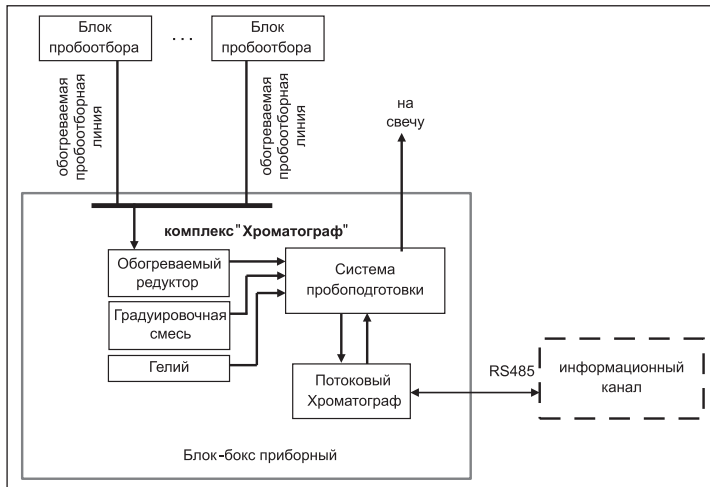 Блок
пробоотбора
. . .
Блок
пробоотбора
обогреваемая
пробоотборная
линия
обогреваемая
пробоотборная
линия
на
свечу
комплекс "Хроматограф"
Обогреваемый
редуктор
Система
пробоподготовки
Градуировочная
смесь
Гелий
Потоковый
Хроматограф
RS485
информационный
канал
Блок-бокс приборный